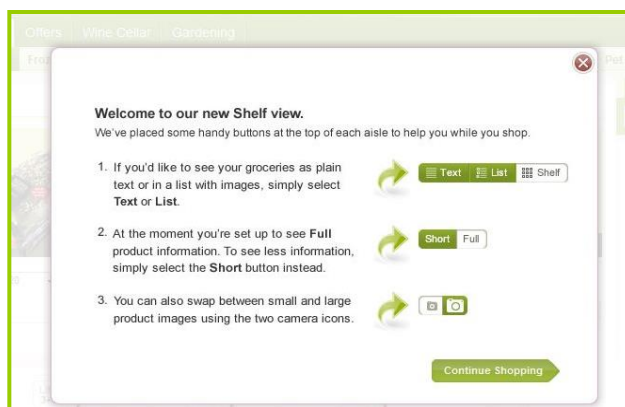 Offers Wine Cellar Gardening
Pet
Welcome to our new Shelf view.
We've placed some handy buttons at the top of each aisle to help you while you shop.
1. If you'd like to see your groceries as plain
text or in a list with images, simply select
Text or List.
Text List Shelf
2. At the moment you're set up to see Full
product information. To see less information,
simply select the Short button instead.
Short Full
3. You can also swap between small and large
product images using the two camera icons.
Continue Shopping